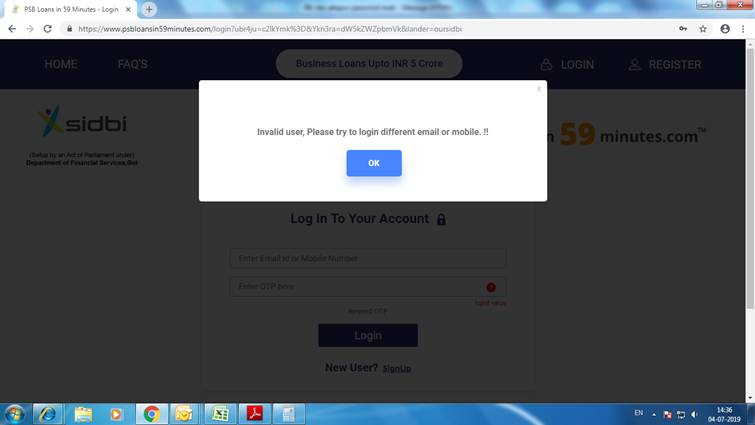 PSB Loans in 59 Minutes - Login
https://www.psbloansin59minutes.com/login?ubr4ju=c2lkYmk%3D&Ykn3ra=dW5kZWZpbmVk&lander=oursidbi
HOME FAQ'S Business Loans Upto INR 5 Crore LOGIN REGISTER
x
sidbi
(Setup by an Act of Parliament under)
Department of Financial Services,GoI
59 minutes.com™
Invalid user, Please try to login different email or mobile. !!
OK
Log In To Your Account
Enter Email Id or Mobile Number
Enter OTP here
Input value
Resend OTP
Login
New User? SignUp
EN
14:36
04-07-2019